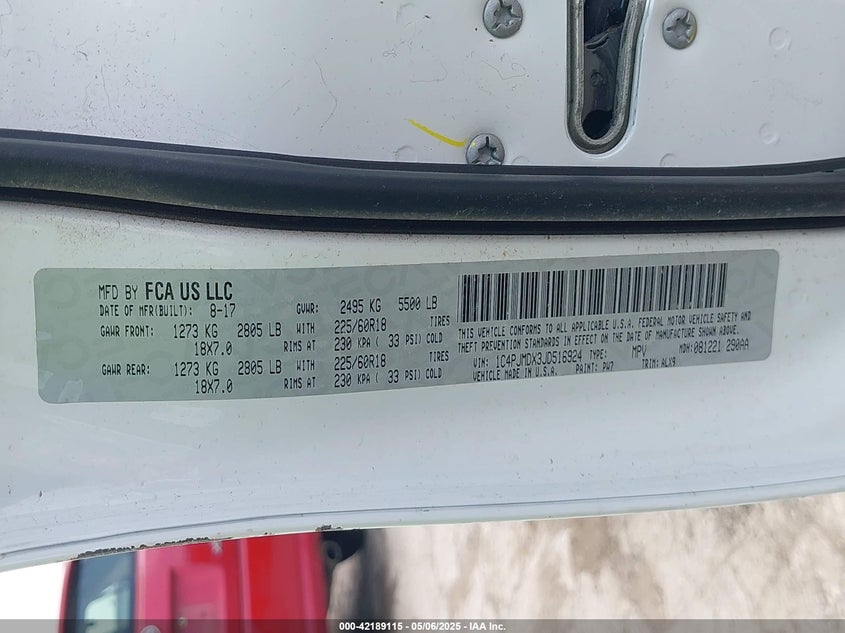 MFD BY FCA US LLC
DATE OF MFR(BUILT): 8-17 GVWR: 2495 KG 5500 LB
GAWR FRONT: 1273 KG 2805 LB WITH 225/60R18 TIRES
18X7.0 RIMS AT 230 KPA ( 33 PSI) COLD
GAWR REAR: 1273 KG 2805 LB WITH 225/60R18 TIRES
18X7.0 RIMS AT 230 KPA ( 33 PSI) COLD
THIS VEHICLE CONFORMS TO ALL APPLICABLE U.S.A. FEDERAL MOTOR VEHICLE SAFETY AND
THEFT PREVENTION STANDARDS IN EFFECT ON THE DATE OF MANUFACTURE SHOWN ABOVE.
VIN: 1C4PJMDX3JD516924 TYPE: MPV MDH: 081221 290AA
VEHICLE MADE IN U.S.A. PAINT: PW7 TRIM: ALX9
000-42189115 - 05/06/2025 - IAA Inc.